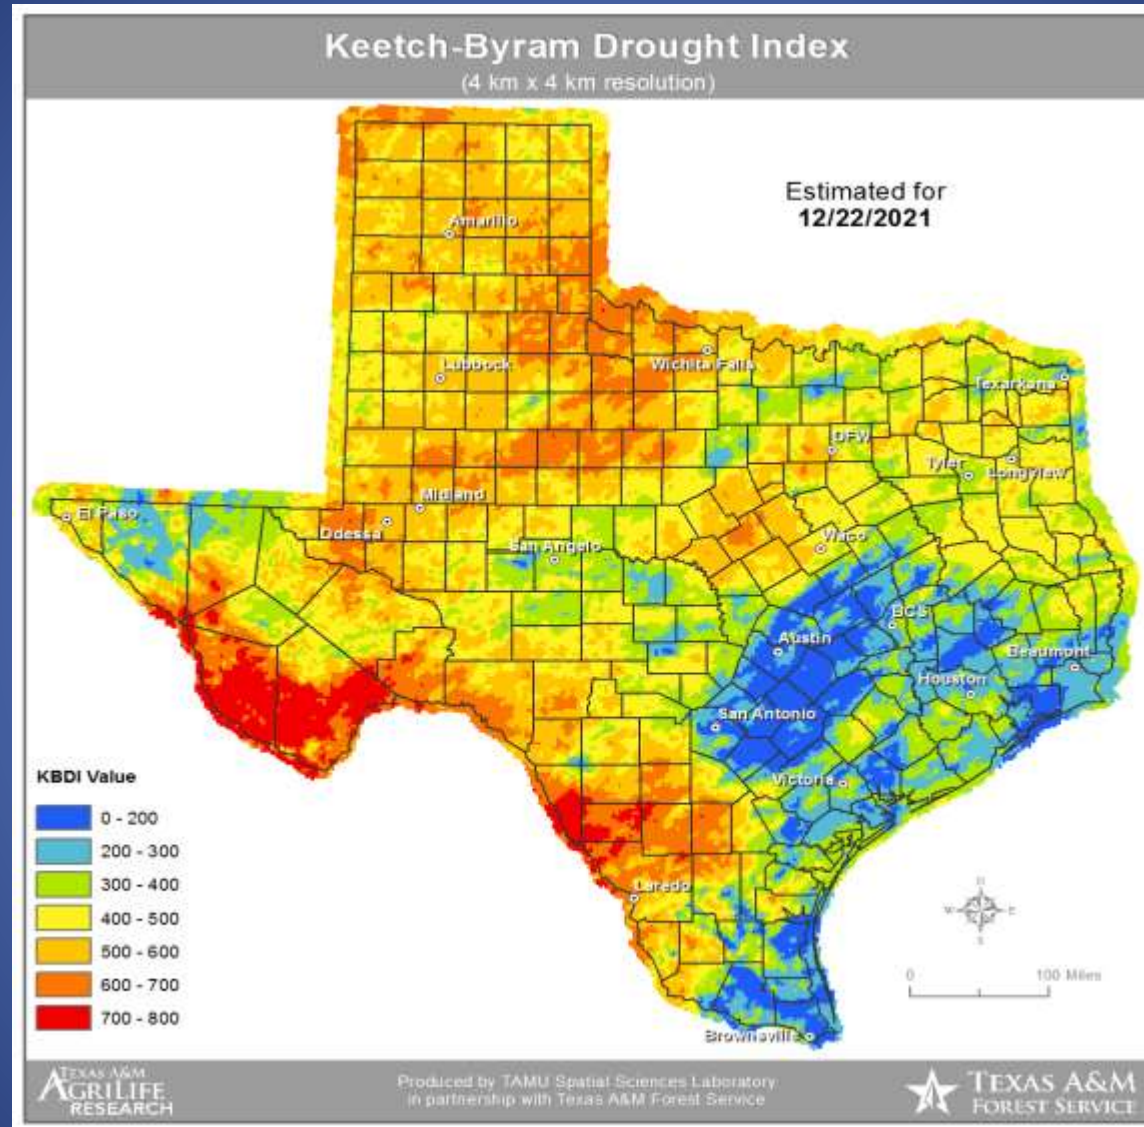 Keetch-Byram Drought Index
(4 km x 4 km resolution)
Estimated for
12/22/2021
Amarillo
Lubbock
Wichita Falls
Texarkana
DFW
Tyler
Longview
Midland
El Paso
Odessa
San Angelo
Waco
BCS
Austin
Beaumont
Houston
San Antonio
Victoria
Laredo
Brownsville
KBDI Value
0 - 200
200 - 300
300 - 400
400 - 500
500 - 600
600 - 700
700 - 800
N
W E
S
0 100 Miles
TEXAS A&M
AGRILIFE
RESEARCH
Produced by TAMU Spatial Sciences Laboratory
in partnership with Texas A&M Forest Service
TEXAS A&M
FOREST SERVICE